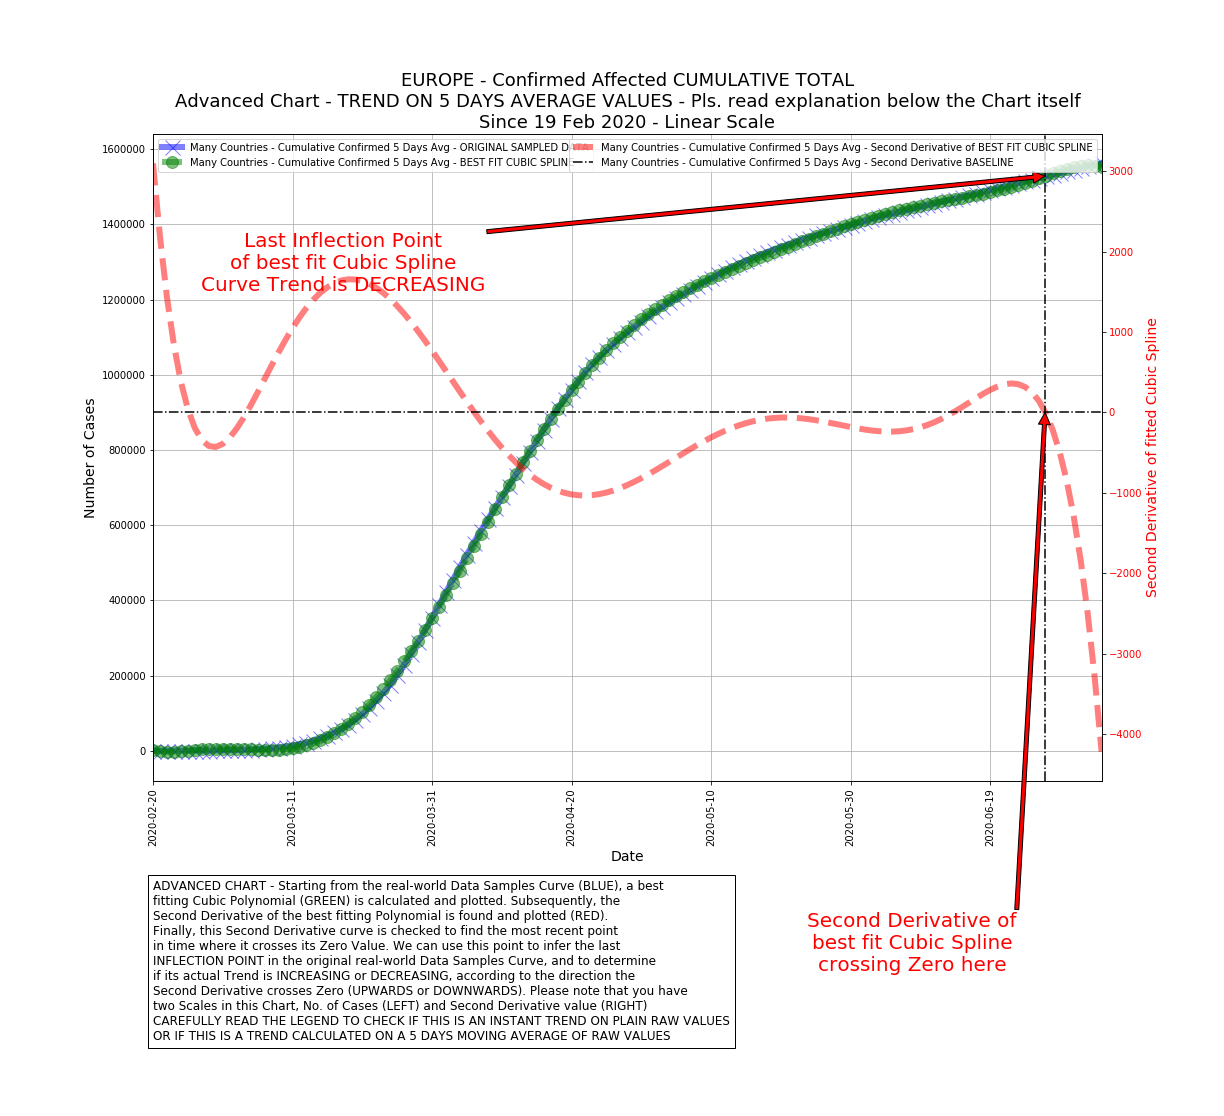 EUROPE - Confirmed Affected CUMULATIVE TOTAL
Advanced Chart - TREND ON 5 DAYS AVERAGE VALUES - Pls. read explanation below the Chart itself
Since 19 Feb 2020 - Linear Scale
Many Countries - Cumulative Confirmed 5 Days Avg - ORIGINAL SAMPLED DATA
Many Countries - Cumulative Confirmed 5 Days Avg - BEST FIT CUBIC SPLINE
Many Countries - Cumulative Confirmed 5 Days Avg - Second Derivative of BEST FIT CUBIC SPLINE
Many Countries - Cumulative Confirmed 5 Days Avg - Second Derivative BASELINE
Last Inflection Point
of best fit Cubic Spline
Curve Trend is DECREASING
Number of Cases
1600000
1400000
1200000
1000000
800000
600000
400000
200000
0
Second Derivative of fitted Cubic Spline
3000
2000
1000
0
−1000
−2000
−3000
−4000
2020-02-20
2020-03-11
2020-03-31
2020-04-20
2020-05-10
2020-05-30
2020-06-19
Date
ADVANCED CHART - Starting from the real-world Data Samples Curve (BLUE), a best
fitting Cubic Polynomial (GREEN) is calculated and plotted. Subsequently, the
Second Derivative of the best fitting Polynomial is found and plotted (RED).
Finally, this Second Derivative curve is checked to find the most recent point
in time where it crosses its Zero Value. We can use this point to infer the last
INFLECTION POINT in the original real-world Data Samples Curve, and to determine
if its actual Trend is INCREASING or DECREASING, according to the direction the
Second Derivative crosses Zero (UPWARDS or DOWNWARDS). Please note that you have
two Scales in this Chart, No. of Cases (LEFT) and Second Derivative value (RIGHT)
CAREFULLY READ THE LEGEND TO CHECK IF THIS IS AN INSTANT TREND ON PLAIN RAW VALUES
OR IF THIS IS A TREND CALCULATED ON A 5 DAYS MOVING AVERAGE OF RAW VALUES
Second Derivative of
best fit Cubic Spline
crossing Zero here